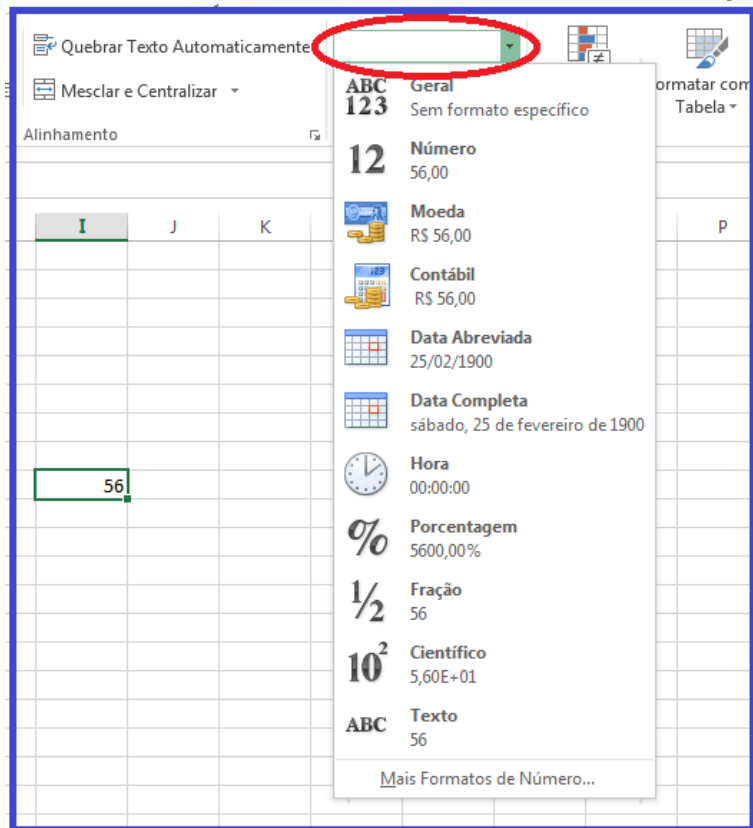 Quebrar Texto Automaticamente
Mesclar e Centralizar
Alinhamento
ormatar com
Tabela
I J K P
56
ABC
123
Geral
Sem formato específico
12
Número
56,00
Moeda
R$ 56,00
123
Contábil
R$ 56,00
Data Abreviada
25/02/1900
Data Completa
sábado, 25 de fevereiro de 1900
Hora
00:00:00
%
Porcentagem
5600,00%
1/2
Fração
56
10²
Científico
5,60E+01
ABC
Texto
56
Mais Formatos de Número...